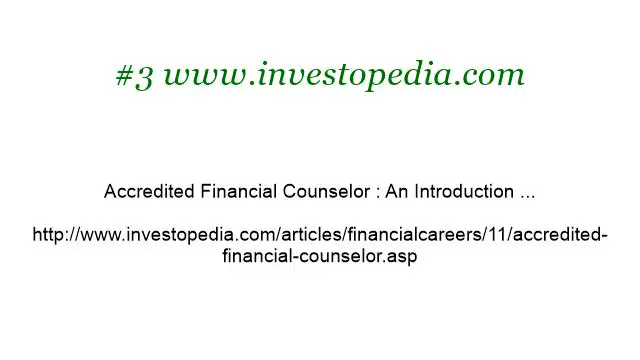 #3 www.investopedia.com
Accredited Financial Counselor : An Introduction ...
http://www.investopedia.com/articles/financialcareers/11/accredited-
financial-counselor.asp